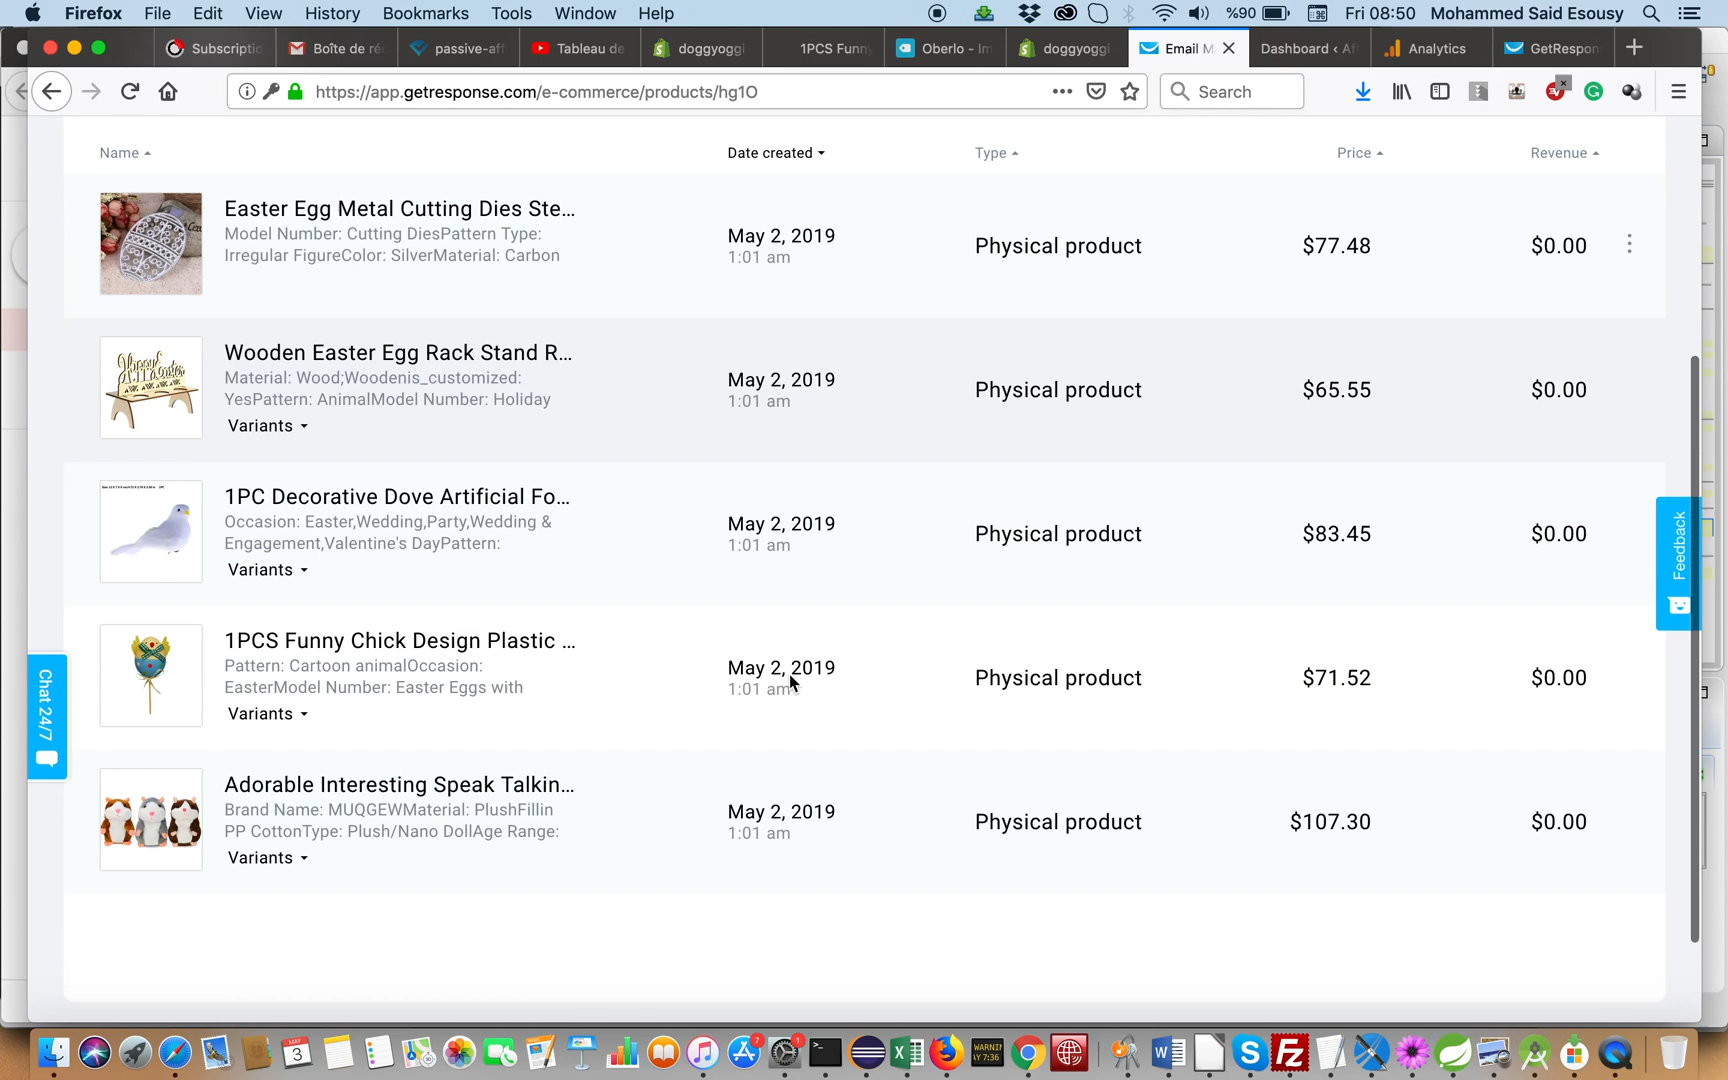 Firefox File Edit View History Bookmarks Tools Window Help %90 Fri 08:50 Mohammed Said Esousy
Subscriptio Boîte de ré passive-aff Tableau de doggyoggi 1PCS Funn Oberlo - Im doggyoggi Email M Dashboard ‹ Af Analytics GetRespon
https://app.getresponse.com/e-commerce/products/hg1O Search
Name Date created Type Price Revenue
Easter Egg Metal Cutting Dies Ste...
Model Number: Cutting DiesPattern Type:
Irregular FigureColor: SilverMaterial: Carbon
May 2, 2019
1:01 am
Physical product $77.48 $0.00
Wooden Easter Egg Rack Stand R...
Material: Wood;Woodenis_customized:
YesPattern: AnimalModel Number: Holiday
Variants
May 2, 2019
1:01 am
Physical product $65.55 $0.00
1PC Decorative Dove Artificial Fo...
Occasion: Easter,Wedding,Party,Wedding &
Engagement,Valentine's DayPattern:
Variants
May 2, 2019
1:01 am
Physical product $83.45 $0.00
1PCS Funny Chick Design Plastic ...
Pattern: Cartoon animalOccasion:
EasterModel Number: Easter Eggs with
Variants
May 2, 2019
1:01 am
Physical product $71.52 $0.00
Adorable Interesting Speak Talkin...
Brand Name: MUQGEWMaterial: PlushFillin
PP CottonType: Plush/Nano DollAge Range:
Variants
May 2, 2019
1:01 am
Physical product $107.30 $0.00
Feedback
Chat 24/7